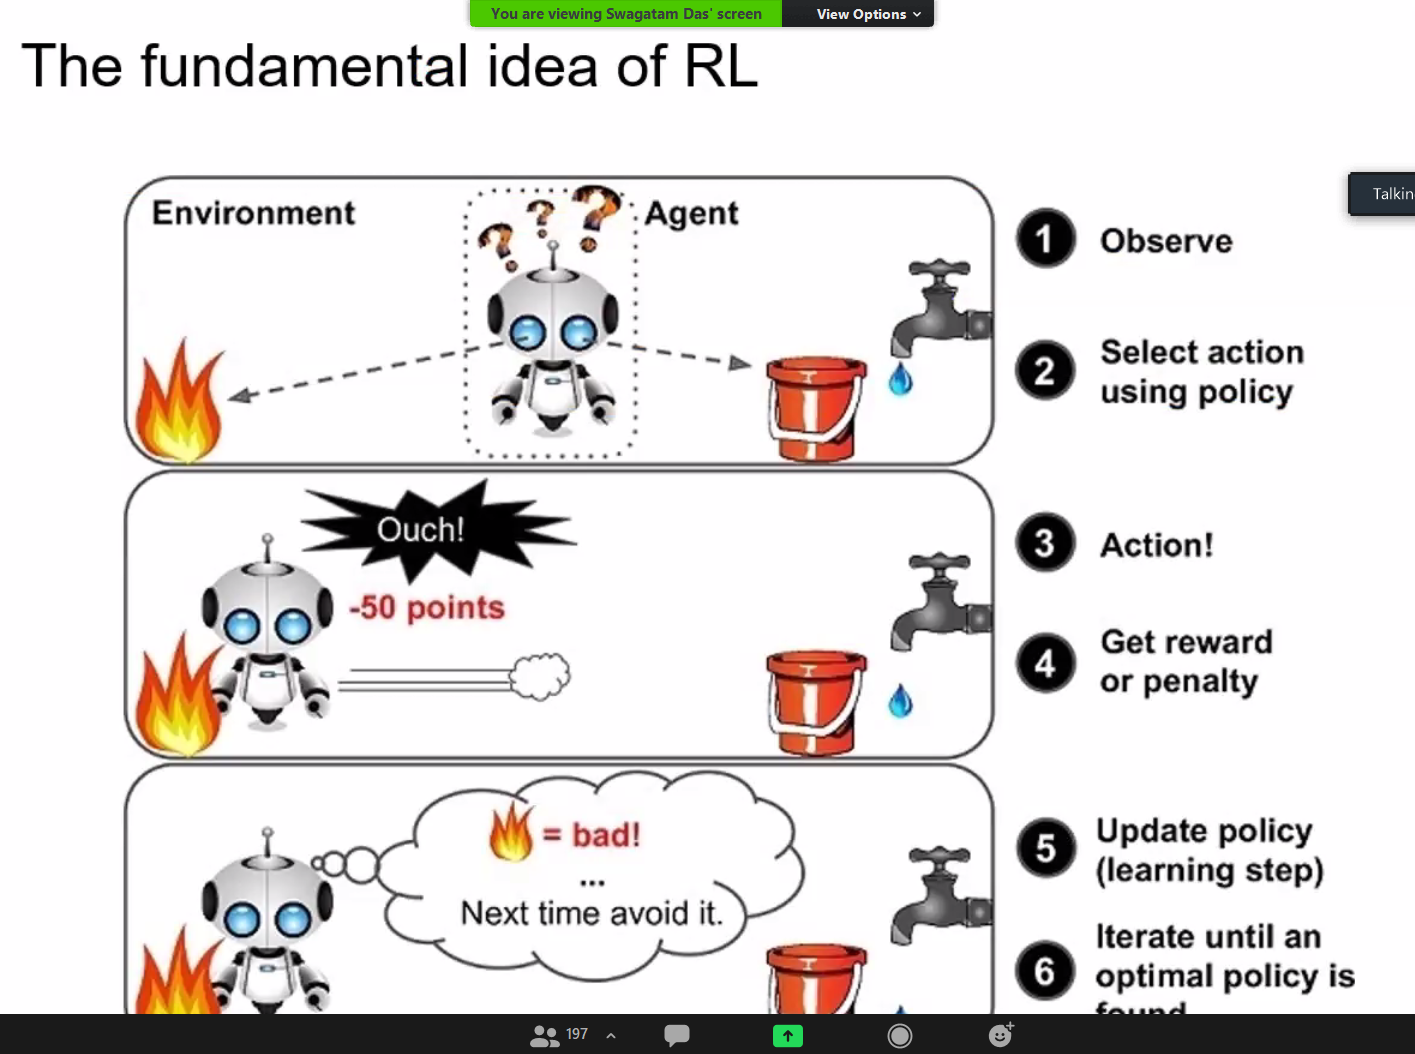 You are viewing Swagatam Das' screen
View Options
The fundamental idea of RL
Environment
? ? ?
Agent
1 Observe
2 Select action
using policy
Ouch!
-50 points
3 Action!
4 Get reward
or penalty
= bad!
...
Next time avoid it.
5 Update policy
(learning step)
6 Iterate until an
optimal policy is
found
Talkin
197